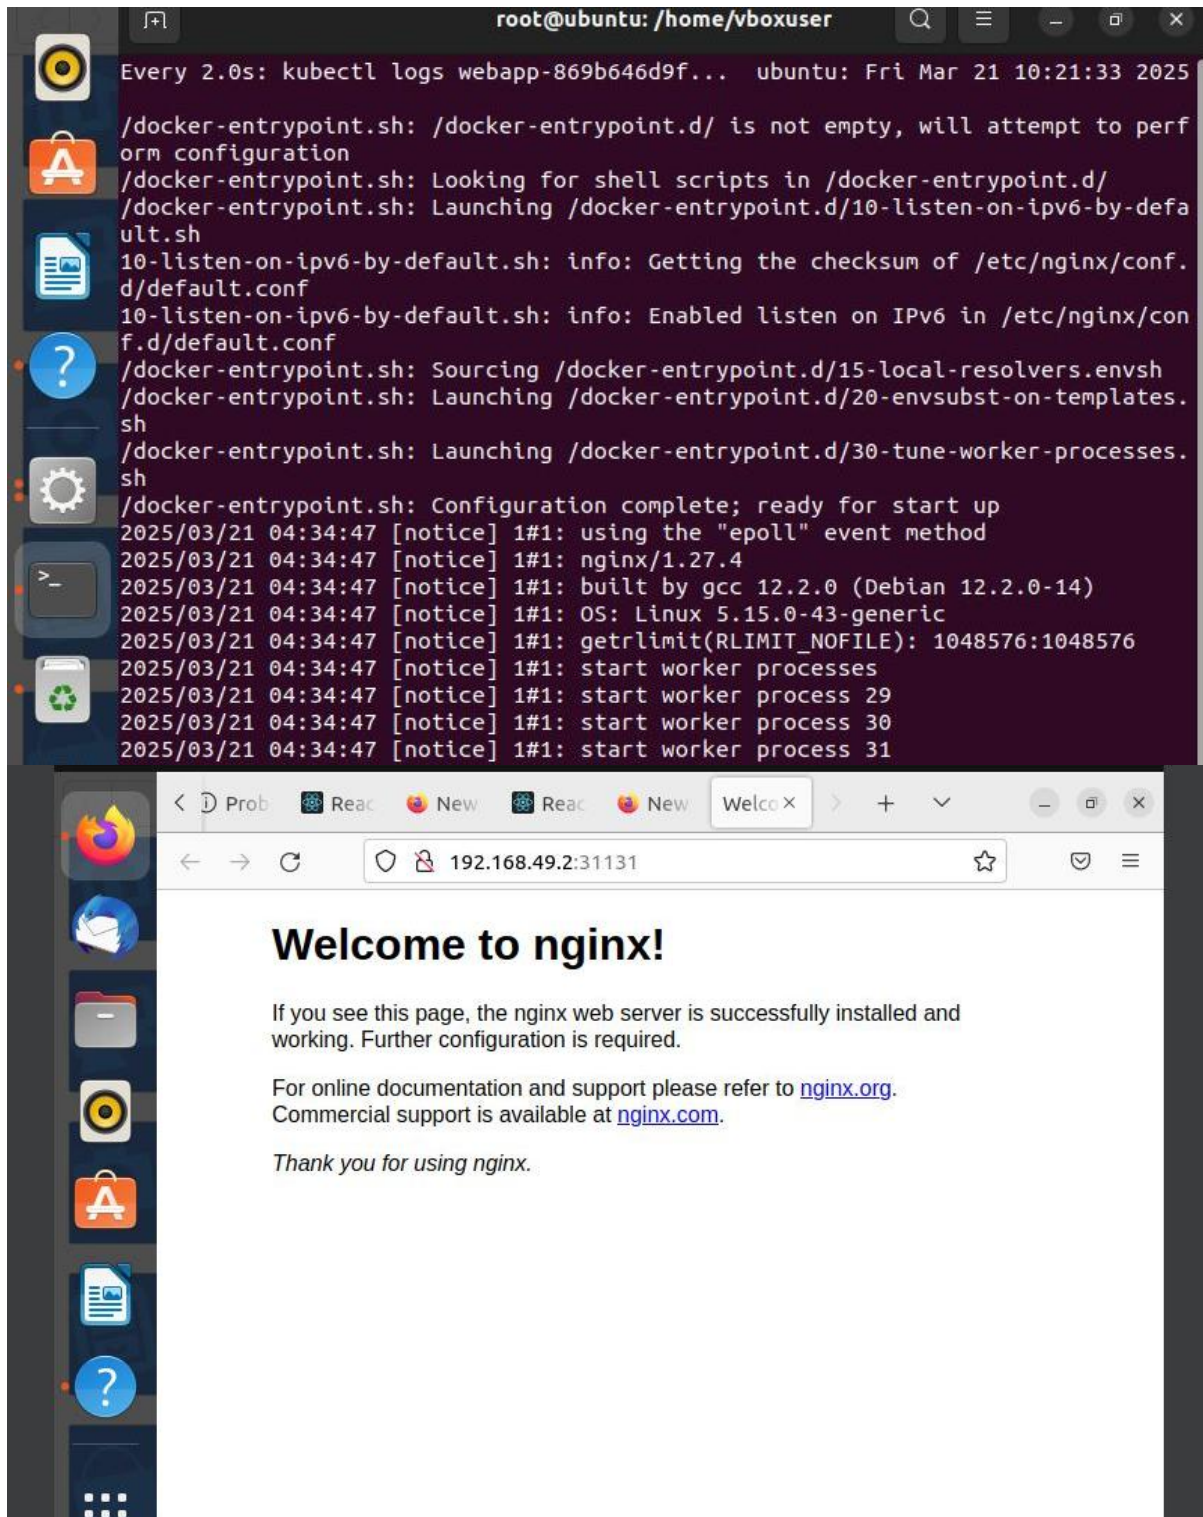 root@ubuntu: /home/vboxuser
Every 2.0s: kubectl logs webapp-869b646d9f... ubuntu: Fri Mar 21 10:21:33 2025
/docker-entrypoint.sh: /docker-entrypoint.d/ is not empty, will attempt to perf
orm configuration
/docker-entrypoint.sh: Looking for shell scripts in /docker-entrypoint.d/
/docker-entrypoint.sh: Launching /docker-entrypoint.d/10-listen-on-ipv6-by-defa
ult.sh
10-listen-on-ipv6-by-default.sh: info: Getting the checksum of /etc/nginx/conf.
d/default.conf
10-listen-on-ipv6-by-default.sh: info: Enabled listen on IPv6 in /etc/nginx/con
f.d/default.conf
/docker-entrypoint.sh: Sourcing /docker-entrypoint.d/15-local-resolvers.envsh
/docker-entrypoint.sh: Launching /docker-entrypoint.d/20-envsubst-on-templates.
sh
/docker-entrypoint.sh: Launching /docker-entrypoint.d/30-tune-worker-processes.
sh
/docker-entrypoint.sh: Configuration complete; ready for start up
2025/03/21 04:34:47 [notice] 1#1: using the "epoll" event method
2025/03/21 04:34:47 [notice] 1#1: nginx/1.27.4
2025/03/21 04:34:47 [notice] 1#1: built by gcc 12.2.0 (Debian 12.2.0-14)
2025/03/21 04:34:47 [notice] 1#1: OS: Linux 5.15.0-43-generic
2025/03/21 04:34:47 [notice] 1#1: getrlimit(RLIMIT_NOFILE): 1048576:1048576
2025/03/21 04:34:47 [notice] 1#1: start worker processes
2025/03/21 04:34:47 [notice] 1#1: start worker process 29
2025/03/21 04:34:47 [notice] 1#1: start worker process 30
2025/03/21 04:34:47 [notice] 1#1: start worker process 31
Prob Reac New Reac New Welco
192.168.49.2:31131
Welcome to nginx!
If you see this page, the nginx web server is successfully installed and
working. Further configuration is required.
For online documentation and support please refer to nginx.org.
Commercial support is available at nginx.com.
Thank you for using nginx.